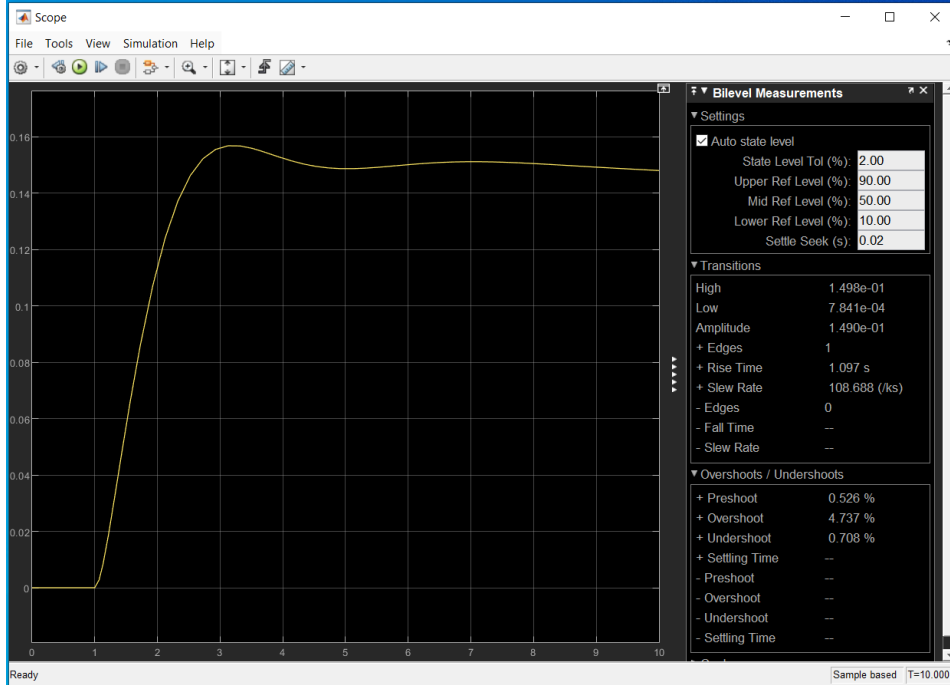 Scope
File Tools View Simulation Help
0.16
0.14
0.12
0.1
0.08
0.06
0.04
0.02
0
0 1 2 3 4 5 6 7 8 9 10
Bilevel Measurements
Settings
Auto state level
State Level Tol (%): 2.00
Upper Ref Level (%): 90.00
Mid Ref Level (%): 50.00
Lower Ref Level (%): 10.00
Settle Seek (s): 0.02
Transitions
High 1.498e-01
Low 7.841e-04
Amplitude 1.490e-01
+ Edges 1
+ Rise Time 1.097 s
+ Slew Rate 108.688 (/ks)
- Edges 0
- Fall Time --
- Slew Rate --
Overshoots / Undershoots
+ Preshoot 0.526 %
+ Overshoot 4.737 %
+ Undershoot 0.708 %
+ Settling Time --
- Preshoot --
- Overshoot --
- Undershoot --
- Settling Time --
Ready
Sample based T=10.000